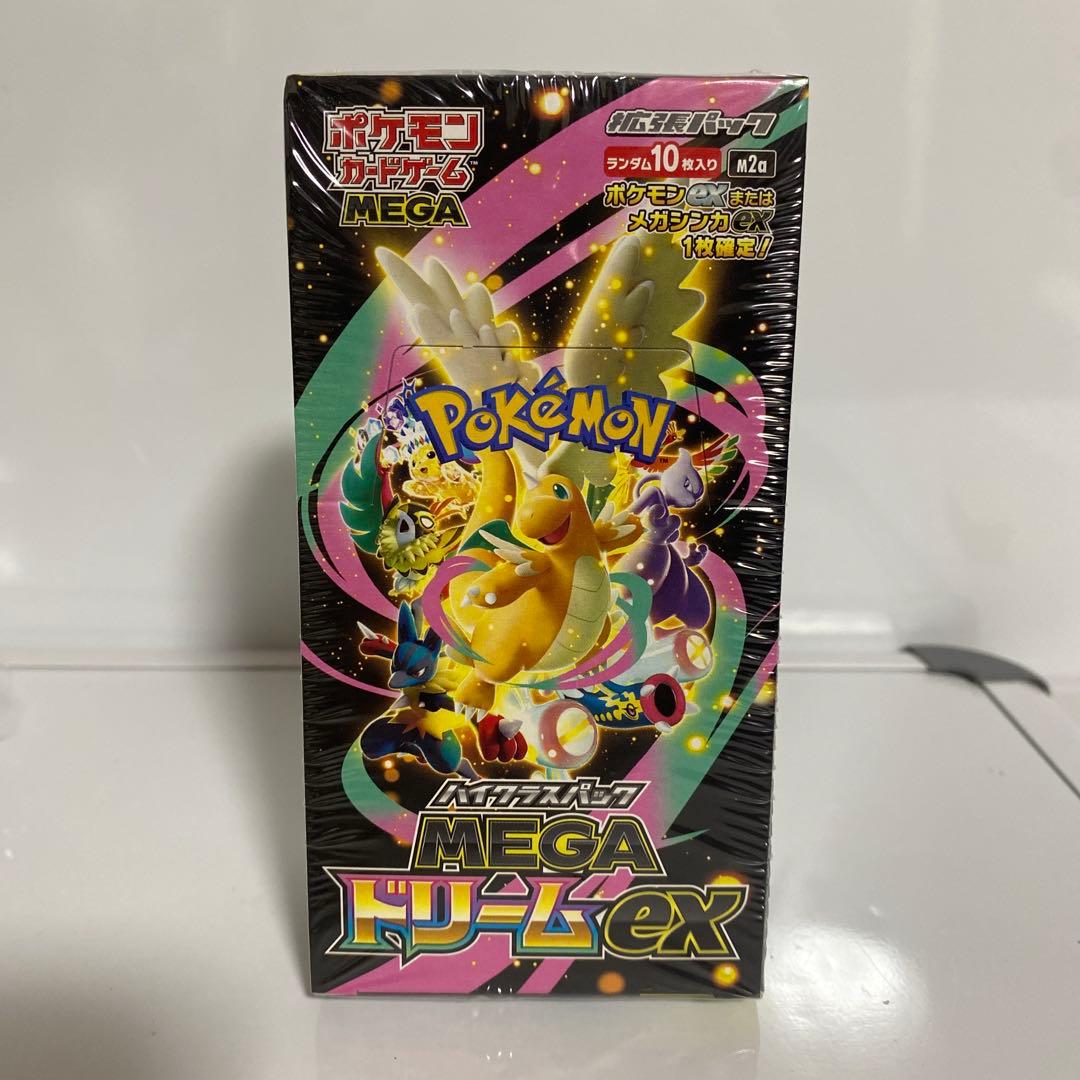 ポケモン
カードゲーム™
MEGA
拡張パック
ランダム10枚入り
M2a
ポケモンexまたは
メガシンカex
1枚確定!
POKéMON™
ハイクラスパック
MEGA
ドリームex